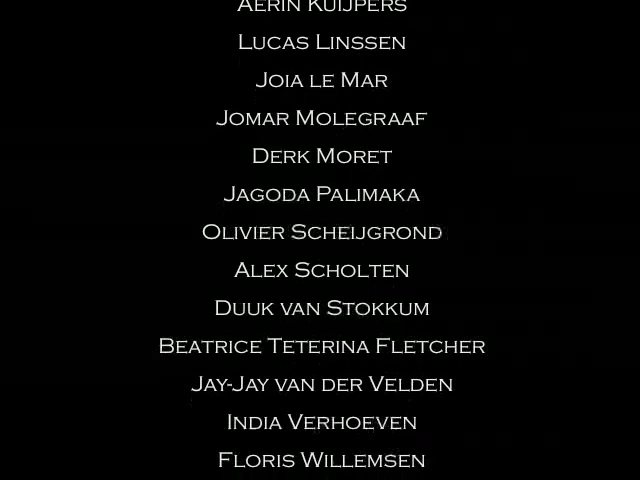 Aerin Kuijpers
Lucas Linssen
Joia le Mar
Jomar Molegraaf
Derk Moret
Jagoda Palimaka
Olivier Scheijgrond
Alex Scholten
Duuk van Stokkum
Beatrice Teterina Fletcher
Jay-Jay van der Velden
India Verhoeven
Floris Willemsen